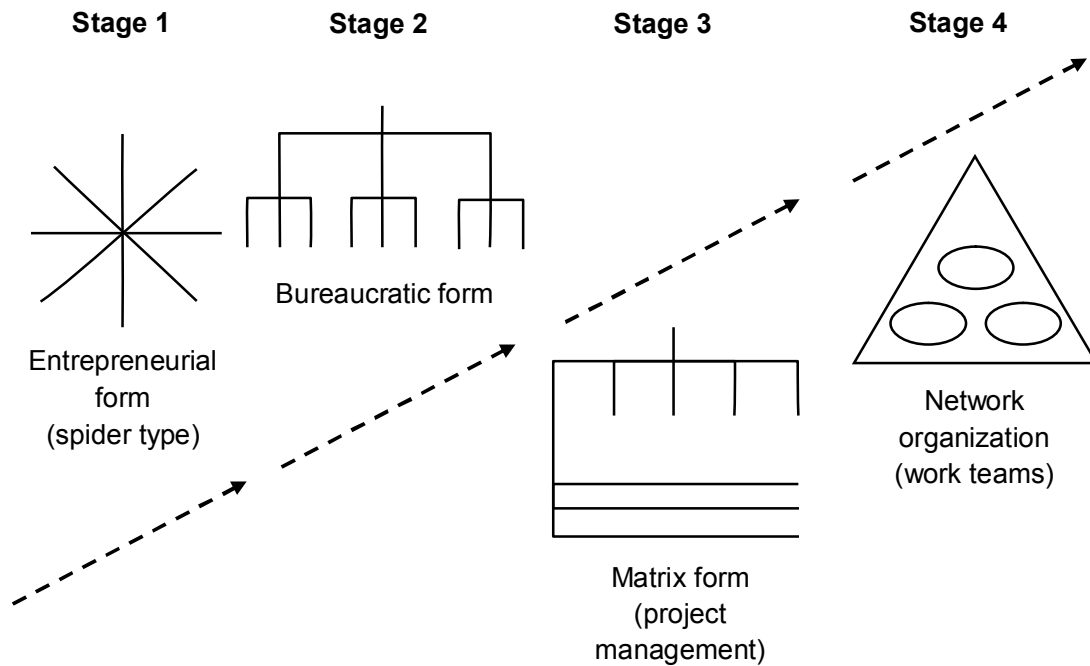 Stage 1
Stage 2
Stage 3
Stage 4
Entrepreneurial
form
(spider type)
Bureaucratic form
Matrix form
(project
management)
Network
organization
(work teams)